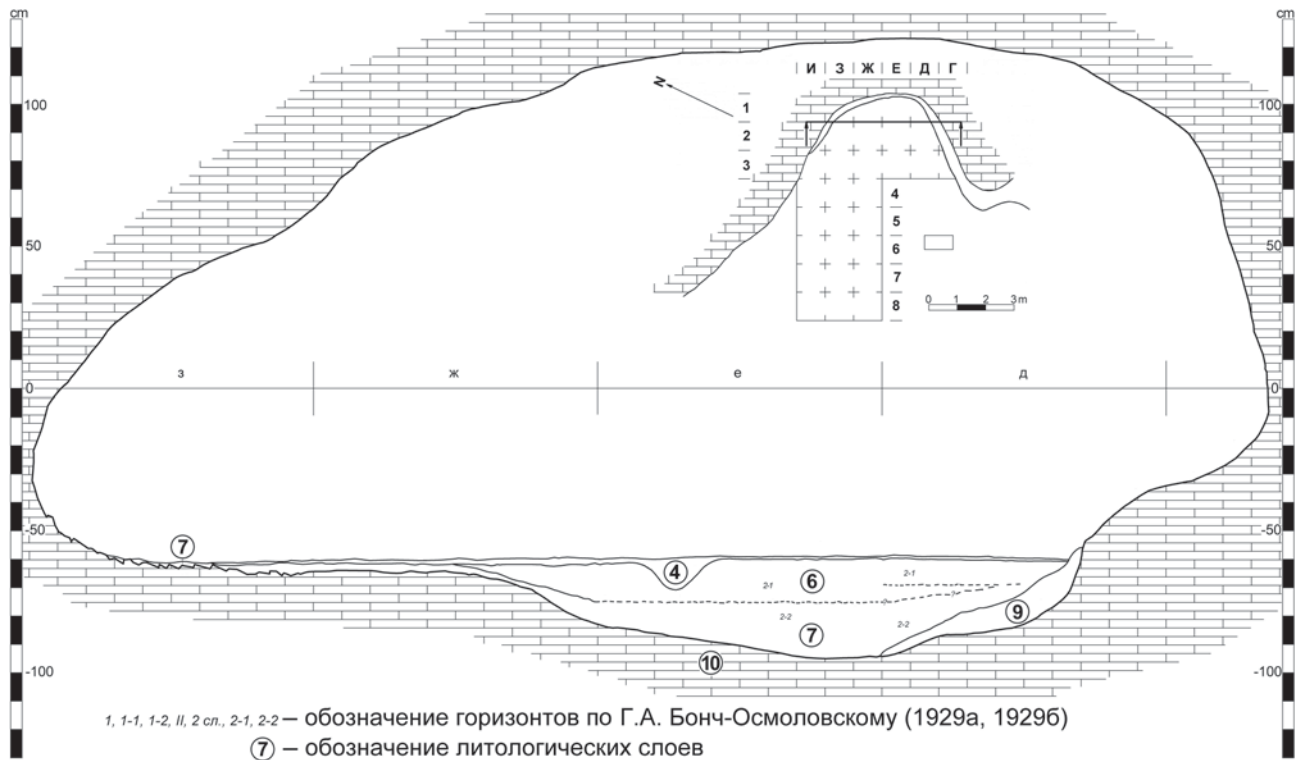 cm cm
И З Ж Е Д Г
N
100 1 100
2
3
4
50 5 50
6
7
0 1 2 3 m
8
з ж е д
0 0
-50 -50
7
4 2-1 6 2-1
? ?
2-2 7 2-2 9
10
-100 -100
1, 1-1, 1-2, II, 2 сл., 2-1, 2-2 – обозначение горизонтов по Г.А. Бонч-Осмоловскому (1929а, 1929б)
7 – обозначение литологических слоев